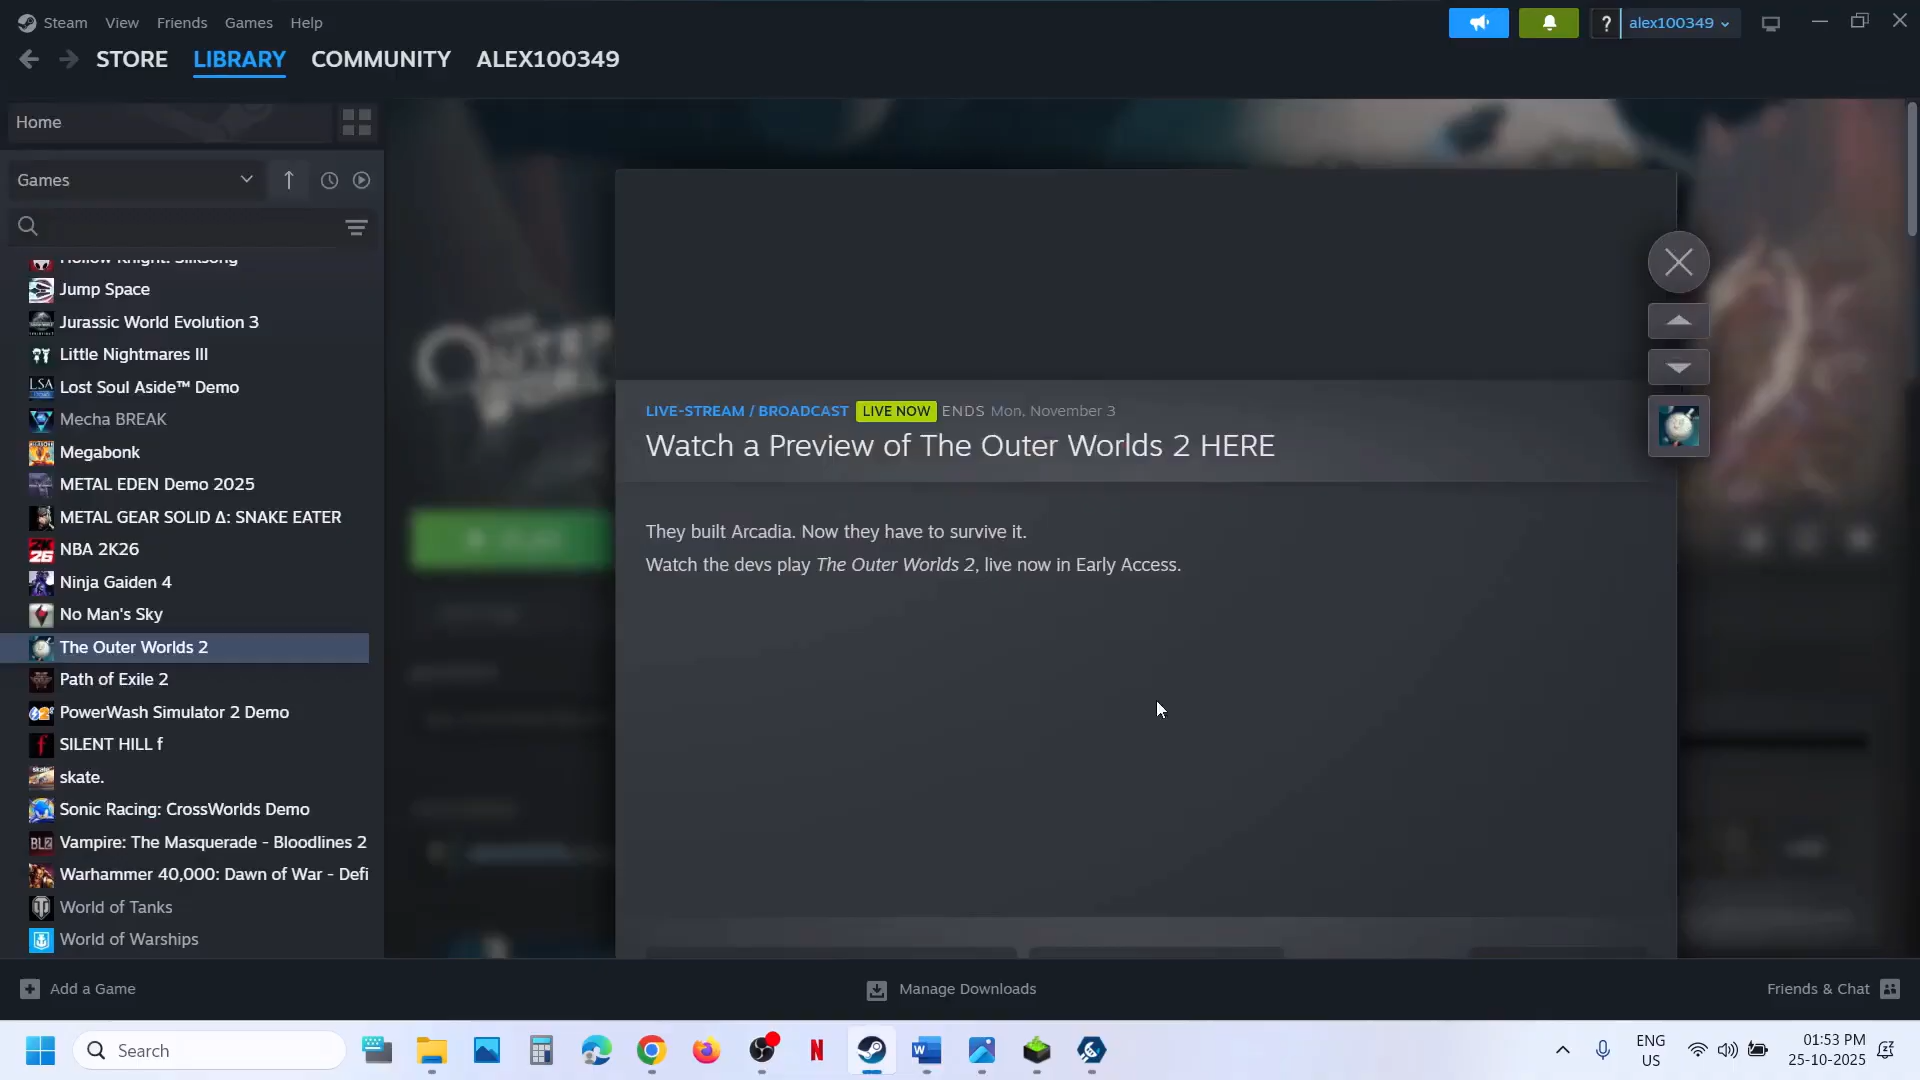 Steam View Friends Games Help
alex100349
STORE LIBRARY COMMUNITY ALEX100349
Home
Games
Hollow Knight: Silksong
Jump Space
Jurassic World Evolution 3
Little Nightmares III
Lost Soul Aside™ Demo
Mecha BREAK
Megabonk
METAL EDEN Demo 2025
METAL GEAR SOLID Δ: SNAKE EATER
NBA 2K26
Ninja Gaiden 4
No Man's Sky
The Outer Worlds 2
Path of Exile 2
PowerWash Simulator 2 Demo
SILENT HILL f
skate.
Sonic Racing: CrossWorlds Demo
Vampire: The Masquerade - Bloodlines 2
Warhammer 40,000: Dawn of War - Defi
World of Tanks
World of Warships
LIVE-STREAM / BROADCAST LIVE NOW ENDS Mon, November 3
Watch a Preview of The Outer Worlds 2 HERE
They built Arcadia. Now they have to survive it.
Watch the devs play The Outer Worlds 2, live now in Early Access.
Add a Game
Manage Downloads
Friends & Chat
Search
ENG
US
01:53 PM
25-10-2025